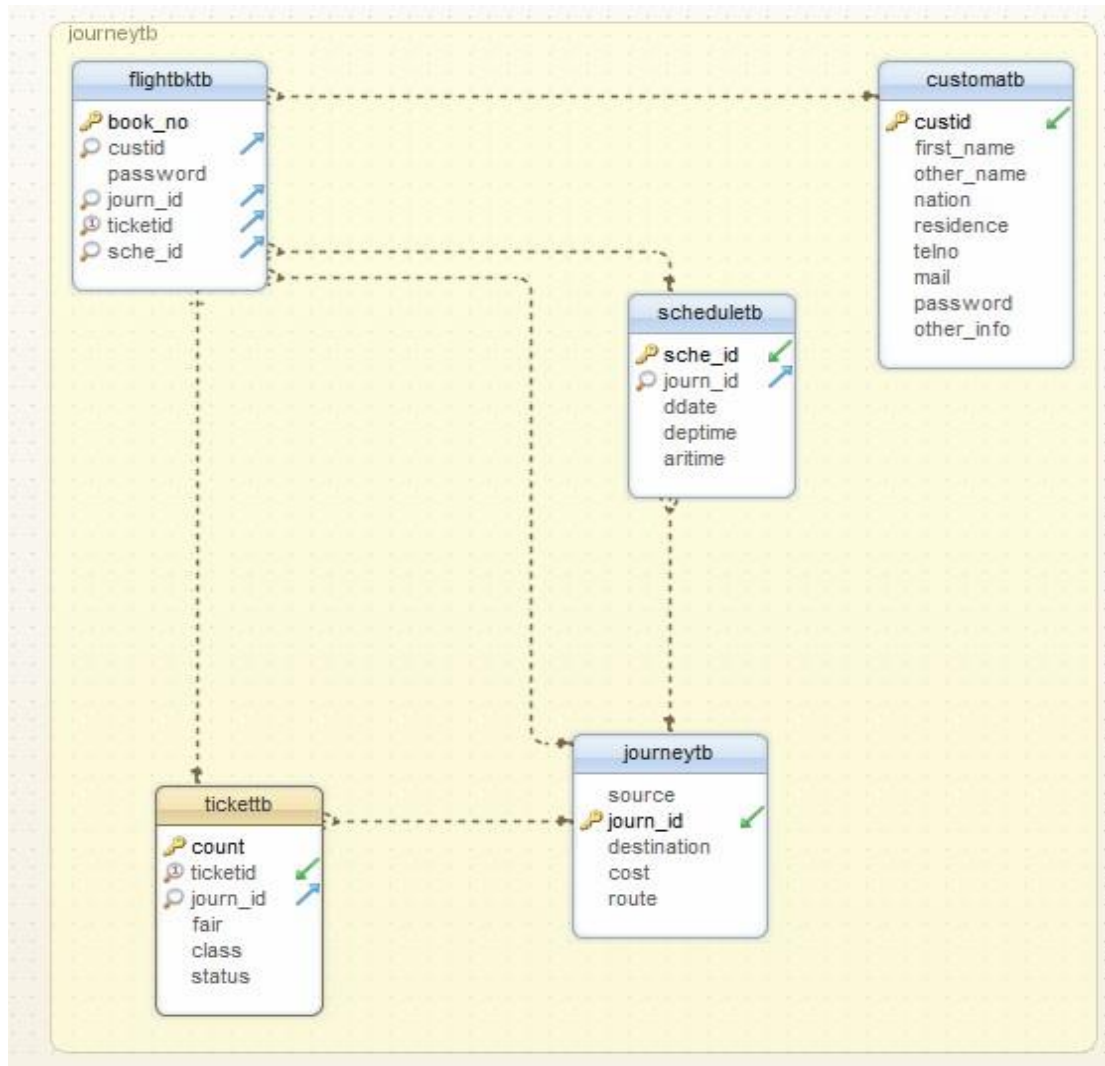 journeytb
flightbktb
book_no
custid
password
journ_id
ticketid
sche_id
customatb
custid
first_name
other_name
nation
residence
telno
mail
password
other_info
scheduletb
sche_id
journ_id
ddate
deptime
aritime
journeytb
source
journ_id
destination
cost
route
tickettb
count
ticketid
journ_id
fair
class
status